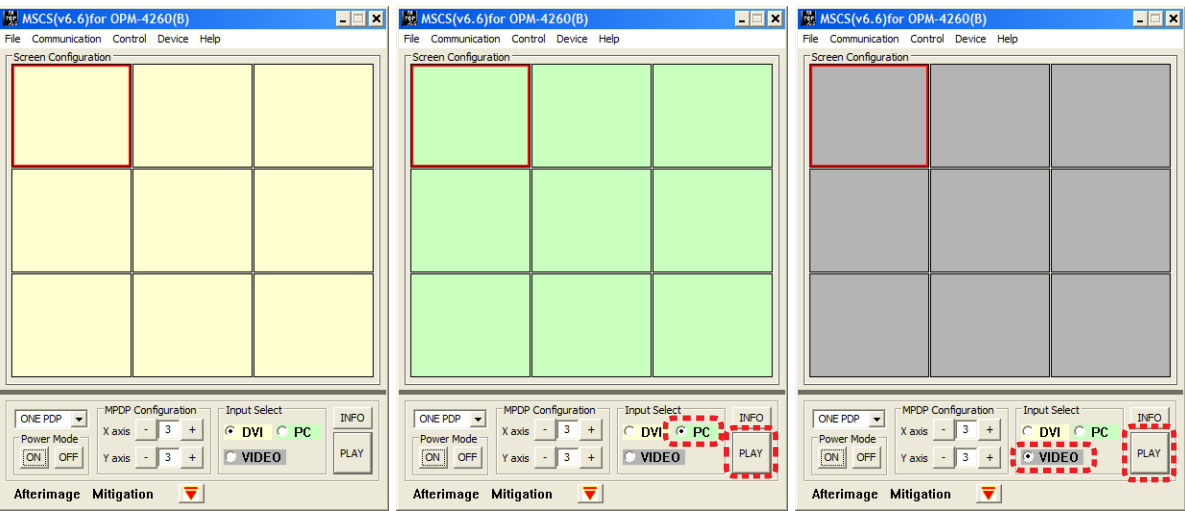 MSCS(v6.6)for OPM-4260(B)
File Communication Control Device Help
Screen Configuration
ONE PDP
MPDP Configuration
Input Select
INFO
X axis - 3 +
DVI PC
Power Mode
ON OFF
Y axis - 3 +
VIDEO
PLAY
Afterimage Mitigation
MSCS(v6.6)for OPM-4260(B)
File Communication Control Device Help
Screen Configuration
ONE PDP
MPDP Configuration
Input Select
INFO
X axis - 3 +
DVI PC
Power Mode
ON OFF
Y axis - 3 +
VIDEO
PLAY
Afterimage Mitigation
MSCS(v6.6)for OPM-4260(B)
File Communication Control Device Help
Screen Configuration
ONE PDP
MPDP Configuration
Input Select
INFO
X axis - 3 +
DVI PC
Power Mode
ON OFF
Y axis - 3 +
VIDEO
PLAY
Afterimage Mitigation